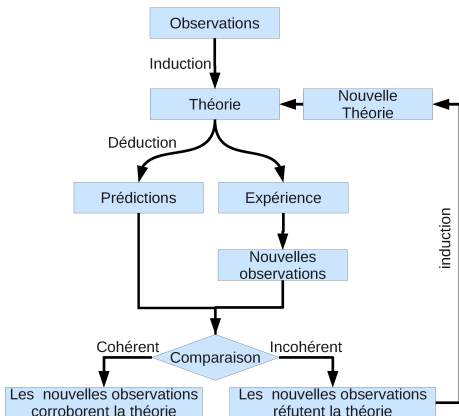 Observations
Induction
Théorie
Nouvelle
Théorie
Déduction
Prédictions
Expérience
induction
Nouvelles
observations
Cohérent
Incohérent
Comparaison
Les nouvelles observations
corroborent la théorie
Les nouvelles observations
réfutent la théorie